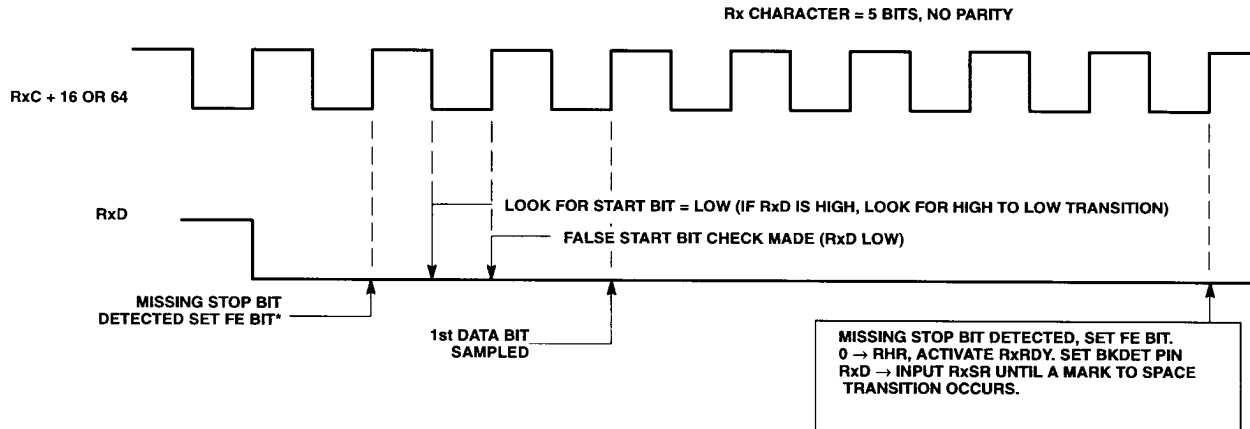 Rx CHARACTER = 5 BITS, NO PARITY
RxC + 16 OR 64
RxD
LOOK FOR START BIT = LOW (IF RxD IS HIGH, LOOK FOR HIGH TO LOW TRANSITION)
FALSE START BIT CHECK MADE (RxD LOW)
MISSING STOP BIT
DETECTED SET FE BIT*
1st DATA BIT
SAMPLED
MISSING STOP BIT DETECTED, SET FE BIT.
0 → RHR, ACTIVATE RxRDY. SET BKDET PIN
RxD → INPUT RxSR UNTIL A MARK TO SPACE
TRANSITION OCCURS.